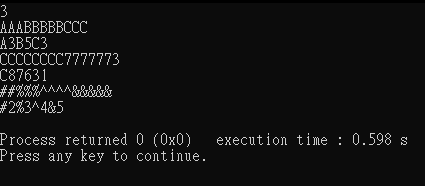 3
AAABBBBBCCC
A3B5C3
CCCCCCCC7777773
C87631
##%%%^^^^&&&&&
#2%3^4&5
Process returned 0 (0x0)   execution time : 0.598 s
Press any key to continue.